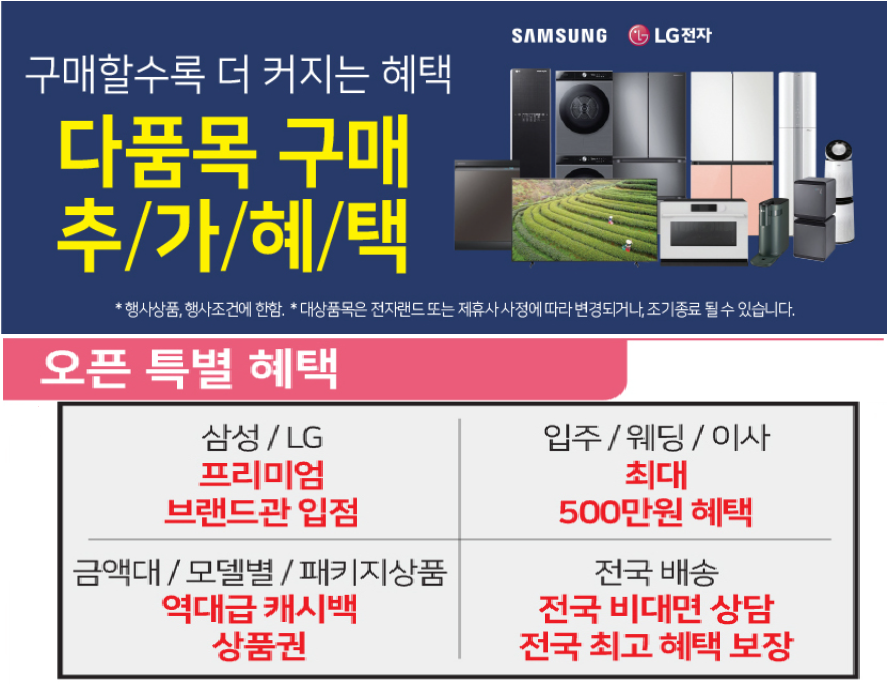 SAMSUNG LG전자
구매할수록 더 커지는 혜택
다품목 구매
추/가/혜/택
* 행사상품, 행사조건에 한함. * 대상품목은 전자랜드 또는 제휴사 사정에 따라 변경되거나, 조기종료 될 수 있습니다.
오픈 특별 혜택
삼성 / LG
프리미엄
브랜드관 입점
입주 / 웨딩 / 이사
최대
500만원 혜택
금액대 / 모델별 / 패키지상품
역대급 캐시백
상품권
전국 배송
전국 비대면 상담
전국 최고 혜택 보장